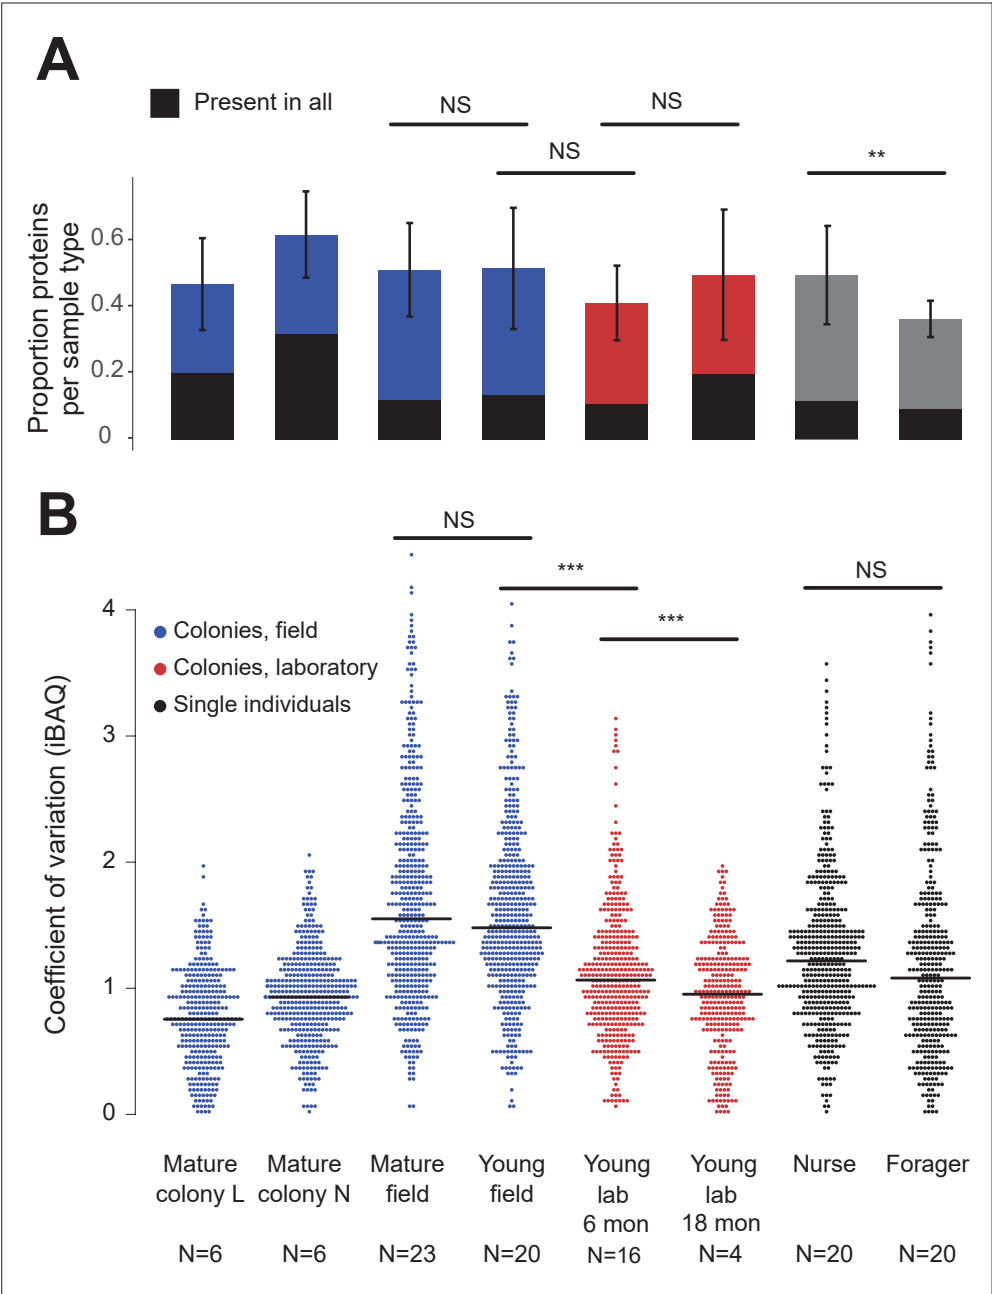 A
Present in all
NS
NS
NS
**
Proportion proteins
per sample type
0.6
0.4
0.2
0
B
NS
***
***
NS
Colonies, field
Colonies, laboratory
Single individuals
Coefficient of variation (iBAQ)
4
3
2
1
0
Mature
colony L
Mature
colony N
Mature
field
Young
field
Young
lab
6 mon
Young
lab
18 mon
Nurse
Forager
N=6
N=6
N=23
N=20
N=16
N=4
N=20
N=20